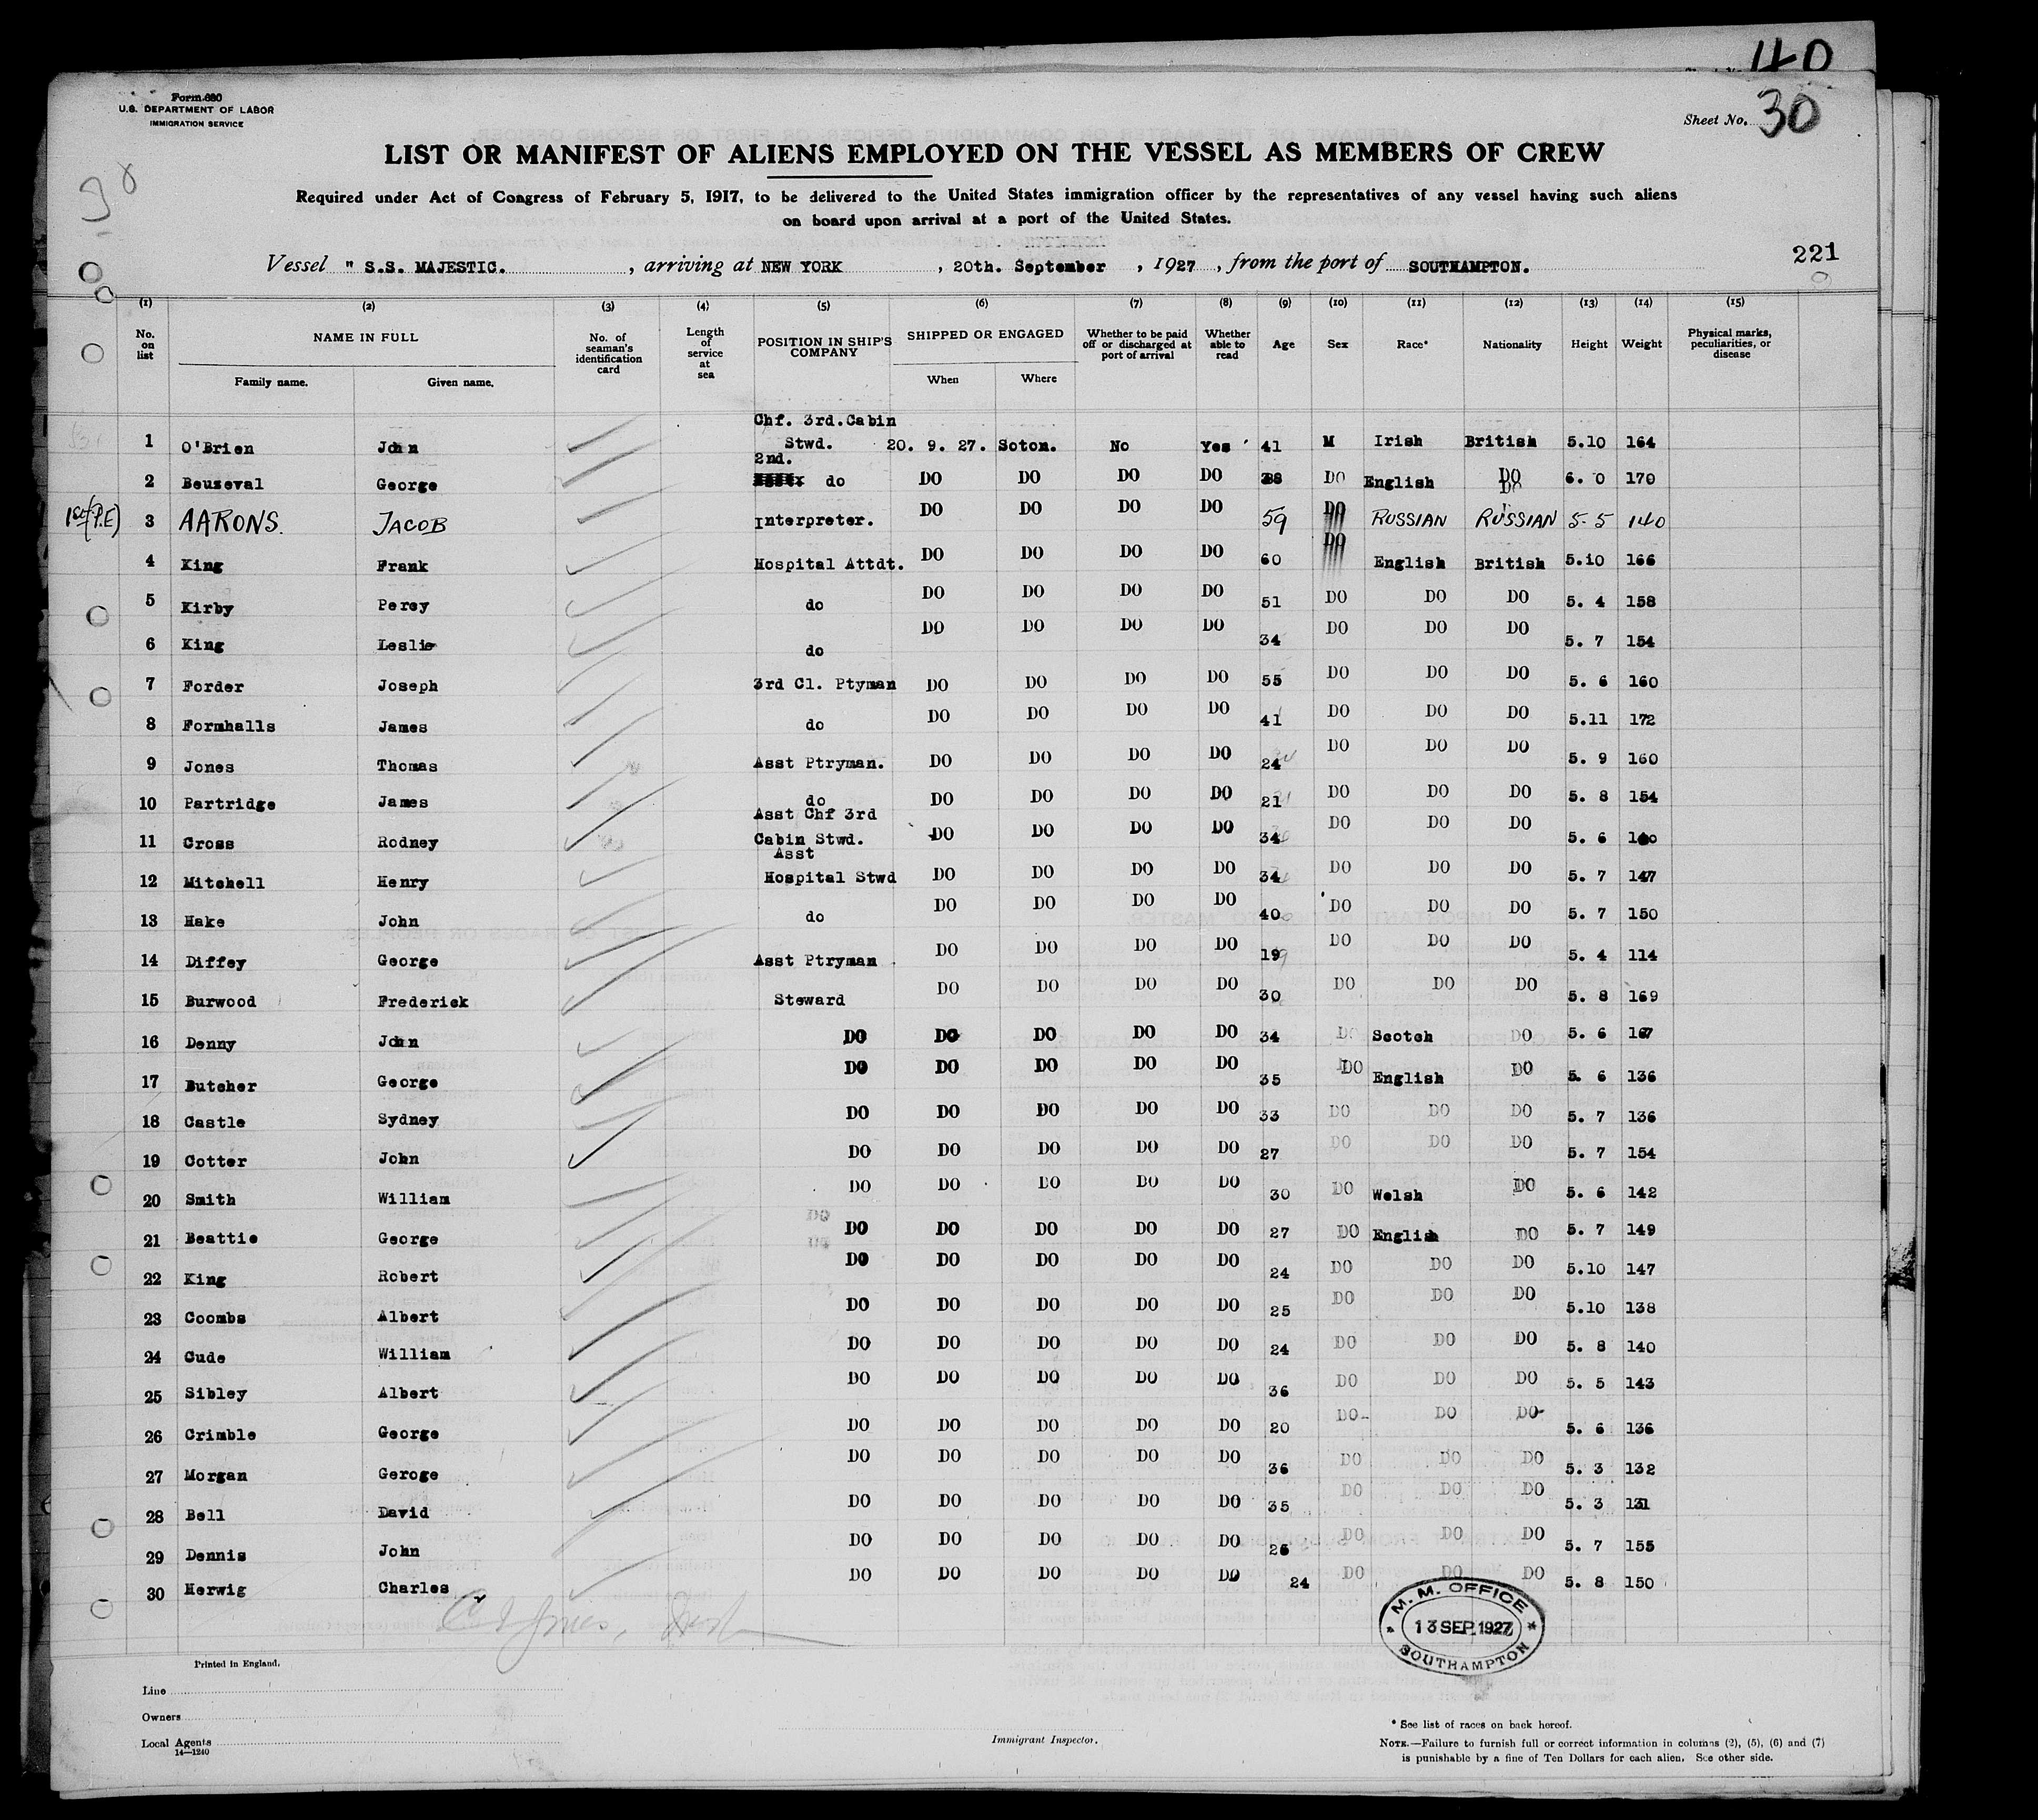 40
Form 680
U.S. DEPARTMENT OF LABOR
IMMIGRATION SERVICE
Sheet No. 30
LIST OR MANIFEST OF ALIENS EMPLOYED ON THE VESSEL AS MEMBERS OF CREW
Required under Act of Congress of February 5, 1917, to be delivered to the United States immigration officer by the representatives of any vessel having such aliens
on board upon arrival at a port of the United States.
221
Vessel " S.S. MAJESTIC. , arriving at NEW YORK , 20th. September , 1927 , from the port of SOUTHAMPTON.
(1) (2) (3) (4) (5) (6) (7) (8) (9) (10) (11) (12) (13) (14) (15)
No. on list NAME IN FULL No. of seaman's identification card Length of service at sea POSITION IN SHIP'S COMPANY SHIPPED OR ENGAGED Whether to be paid off or discharged at port of arrival Whether able to read Age Sex Race* Nationality Height Weight Physical marks, peculiarities, or disease
Family name. Given name. When Where
1 O'Brien John Chf. 3rd.Cabin Stwd. 20. 9. 27. Soton. No Yes 41 M Irish British 5.10 164
2 Beuzeval George 2nd. do DO DO DO DO 38 DO English DO 6. 0 170
1st (P.E) 3 AARONS. JACOB Interpreter. DO DO DO DO 59 DO RUSSIAN RUSSIAN 5-5 140
4 King Frank Hospital Attdt. DO DO DO DO 60 DO English British 5.10 166
5 Kirby Percy do DO DO DO DO 51 DO DO DO 5. 4 158
6 King Leslie do DO DO DO DO 34 DO DO DO 5. 7 154
7 Forder Joseph 3rd Cl. Ptyman DO DO DO DO 55 DO DO DO 5. 6 160
8 Formhalls James do DO DO DO DO 41 DO DO DO 5.11 172
9 Jones Thomas Asst Ptryman. DO DO DO DO 24 DO DO DO 5. 9 160
10 Partridge James do DO DO DO DO 21 DO DO DO 5. 8 154
11 Cross Rodney Asst Chf 3rd Cabin Stwd. DO DO DO DO 34 DO DO DO 5. 6
12 Mitchell Henry Asst Hospital Stwd DO DO DO DO 34 DO DO DO 5. 7 147
13 Hake John do DO DO DO DO 40 DO DO DO 5. 7 150
14 Diffey George Asst Ptryman DO DO DO DO 19 DO DO DO 5. 4 114
15 Burwood Frederick Steward DO DO DO DO 30 DO DO DO 5. 8 169
16 Denny John DO DO DO DO DO 34 DO Scotch DO 5. 6 167
17 Butcher George DO DO DO DO DO 35 DO English DO 5. 6 136
18 Castle Sydney DO DO DO DO DO 33 DO DO DO 5. 7 136
19 Cotter John DO DO DO DO DO 27 DO DO DO 5. 7 154
20 Smith William DO DO DO DO DO 30 DO Welsh DO 5. 6 142
21 Beattie George DO DO DO DO DO 27 DO English DO 5. 7 149
22 King Robert DO DO DO DO DO 24 DO DO DO 5.10 147
23 Coombs Albert DO DO DO DO DO 25 DO DO DO 5.10 138
24 Cude William DO DO DO DO DO 24 DO DO DO 5. 8 140
25 Sibley Albert DO DO DO DO DO 36 DO DO DO 5. 5 143
26 Crimble George DO DO DO DO DO 20 DO DO DO 5. 6 136
27 Morgan Geroge DO DO DO DO DO 36 DO DO DO 5. 3 132
28 Bell David DO DO DO DO DO 35 DO DO DO 5. 3 131
29 Dennis John DO DO DO DO DO 26 DO DO DO 5. 7 155
30 Herwig Charles DO DO DO DO DO 24 DO DO DO 5. 8 150
M. M. OFFICE
13 SEP. 1927
SOUTHAMPTON
Printed in England.
Line
Owners
Local Agents
14—1240
Immigrant Inspector.
* See list of races on back hereof.
NOTE.—Failure to furnish full or correct information in columns (2), (5), (6) and (7)
is punishable by a fine of Ten Dollars for each alien. See other side.